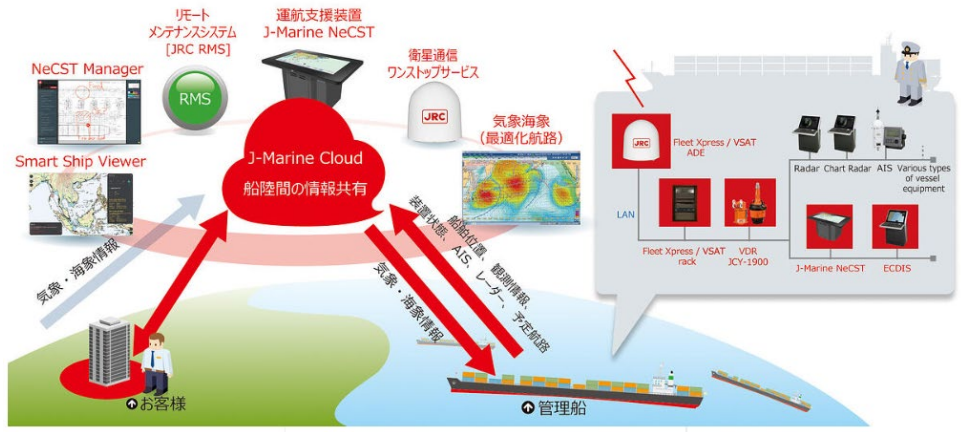 リモート
メンテナンスシステム
[JRC RMS]
運航支援装置
J-Marine NeCST
衛星通信
ワンストップサービス
NeCST Manager
RMS
JRC
気象海象
(最適化航路)
Smart Ship Viewer
J-Marine Cloud
船陸間の情報共有
気象・海象情報
船舶位置、観測情報、
装置状態、AIS、レーダー、予定航路
気象・海象情報
お客様
管理船
JRC
Fleet Xpress / VSAT
ADE
Radar
Chart Radar
AIS
Various types
of vessel
equipment
LAN
Fleet Xpress / VSAT
rack
VDR
JCY-1900
J-Marine NeCST
ECDIS